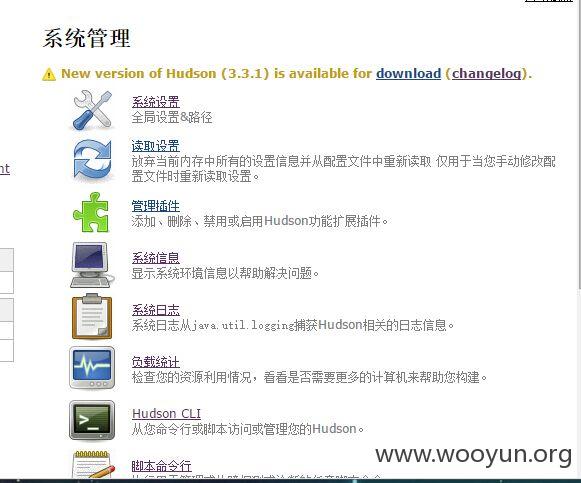 系统管理
New version of Hudson (3.3.1) is available for download (changelog).
系统设置
全局设置&路径
读取设置
放弃当前内存中所有的设置信息并从配置文件中重新读取 仅用于当您手动修改配
置文件时重新读取设置。
nt
管理插件
添加、删除、禁用或启用Hudson功能扩展插件。
系统信息
显示系统环境信息以帮助解决问题。
系统日志
系统日志从java.util.logging捕获Hudson相关的日志信息。
负载统计
检查您的资源利用情况，看看是否需要更多的计算机来帮助您构建。
Hudson CLI
从您命令行或脚本访问或管理您的Hudson。
www.wooyun.org
脚本命令行